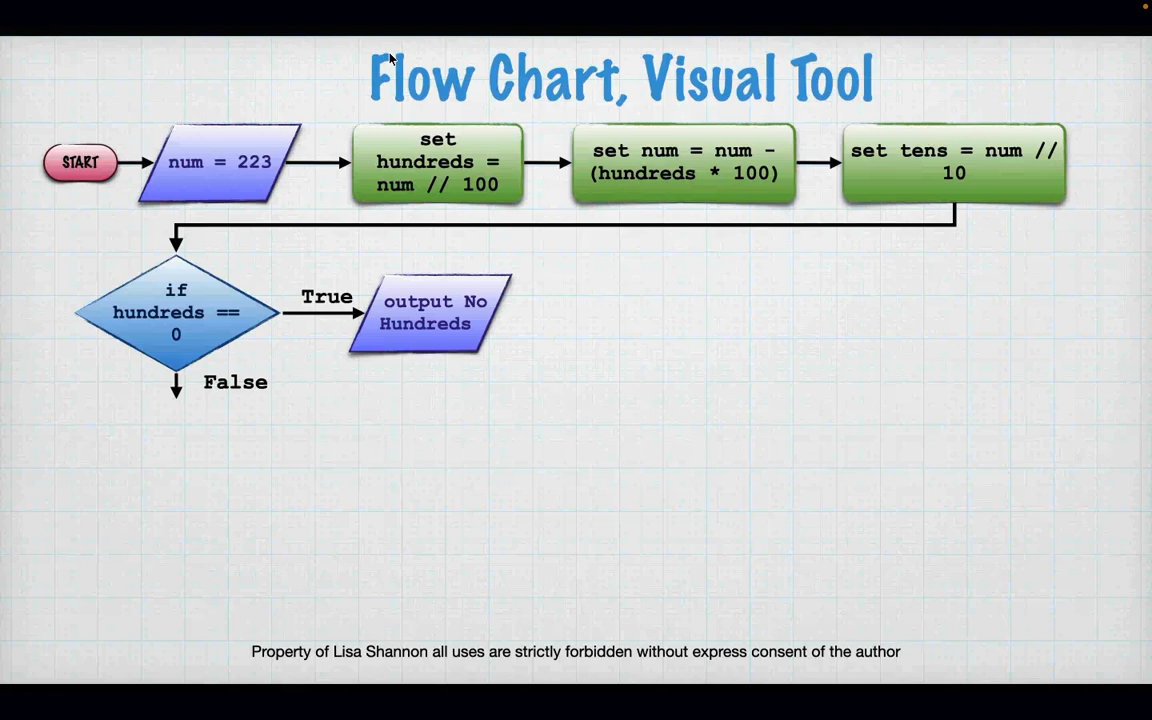 Flow Chart, Visual Tool
START
num = 223
set
hundreds =
num // 100
set num = num -
(hundreds * 100)
set tens = num //
10
if
hundreds ==
0
True
output No
Hundreds
False
Property of Lisa Shannon all uses are strictly forbidden without express consent of the author